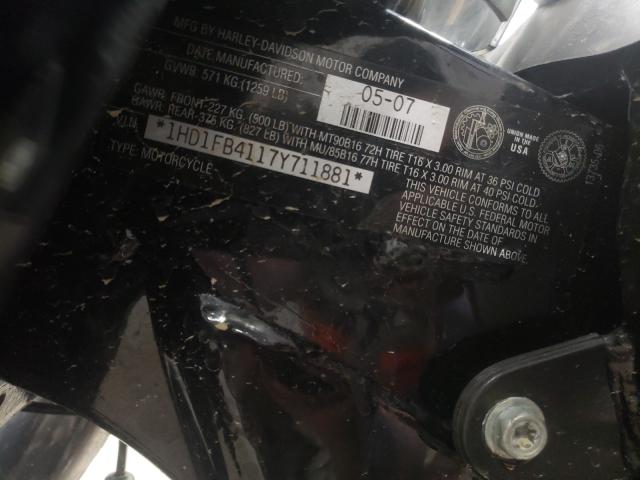 MFG BY HARLEY-DAVIDSON MOTOR COMPANY
DATE MANUFACTURED:
05-07
GVWR: 571 KG (1259 LB)
GAWR: FRONT-227 KG. (900 LB) WITH MT90B16 72H TIRE T16 X 3.00 RIM AT 36 PSI COLD
GAWR: REAR-375 KG. (827 LB) WITH MU/85B16 77H TIRE T16 X 3.00 RIM AT 40 PSI COLD
V.I.N.
*1HD1FB4117Y711881*
TYPE: MOTORCYCLE
THIS VEHICLE CONFORMS TO ALL
APPLICABLE U.S. FEDERAL MOTOR
VEHICLE SAFETY STANDARDS IN
EFFECT ON THE DATE OF
MANUFACTURE SHOWN ABOVE.
UNION MADE
IN THE
USA